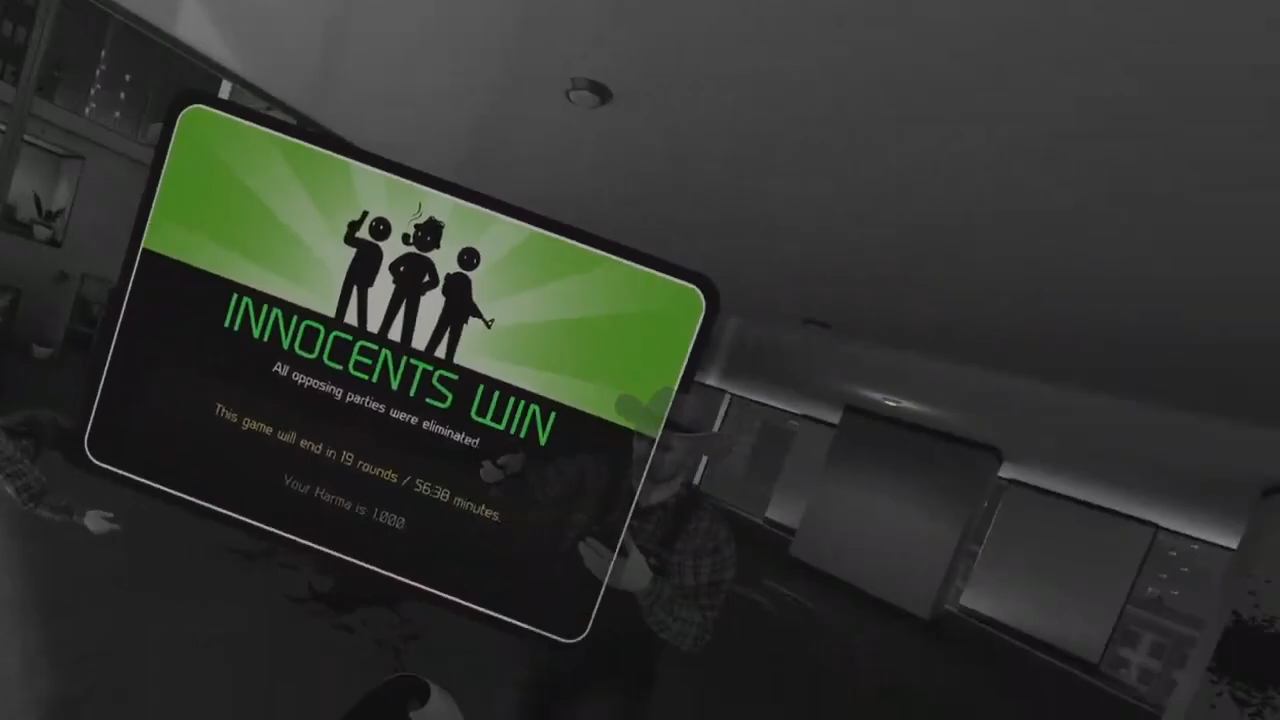 INNOCENTS WIN
All opposing parties were eliminated.
This game will end in 19 rounds / 56:38 minutes.
Your Karma is: 1,000